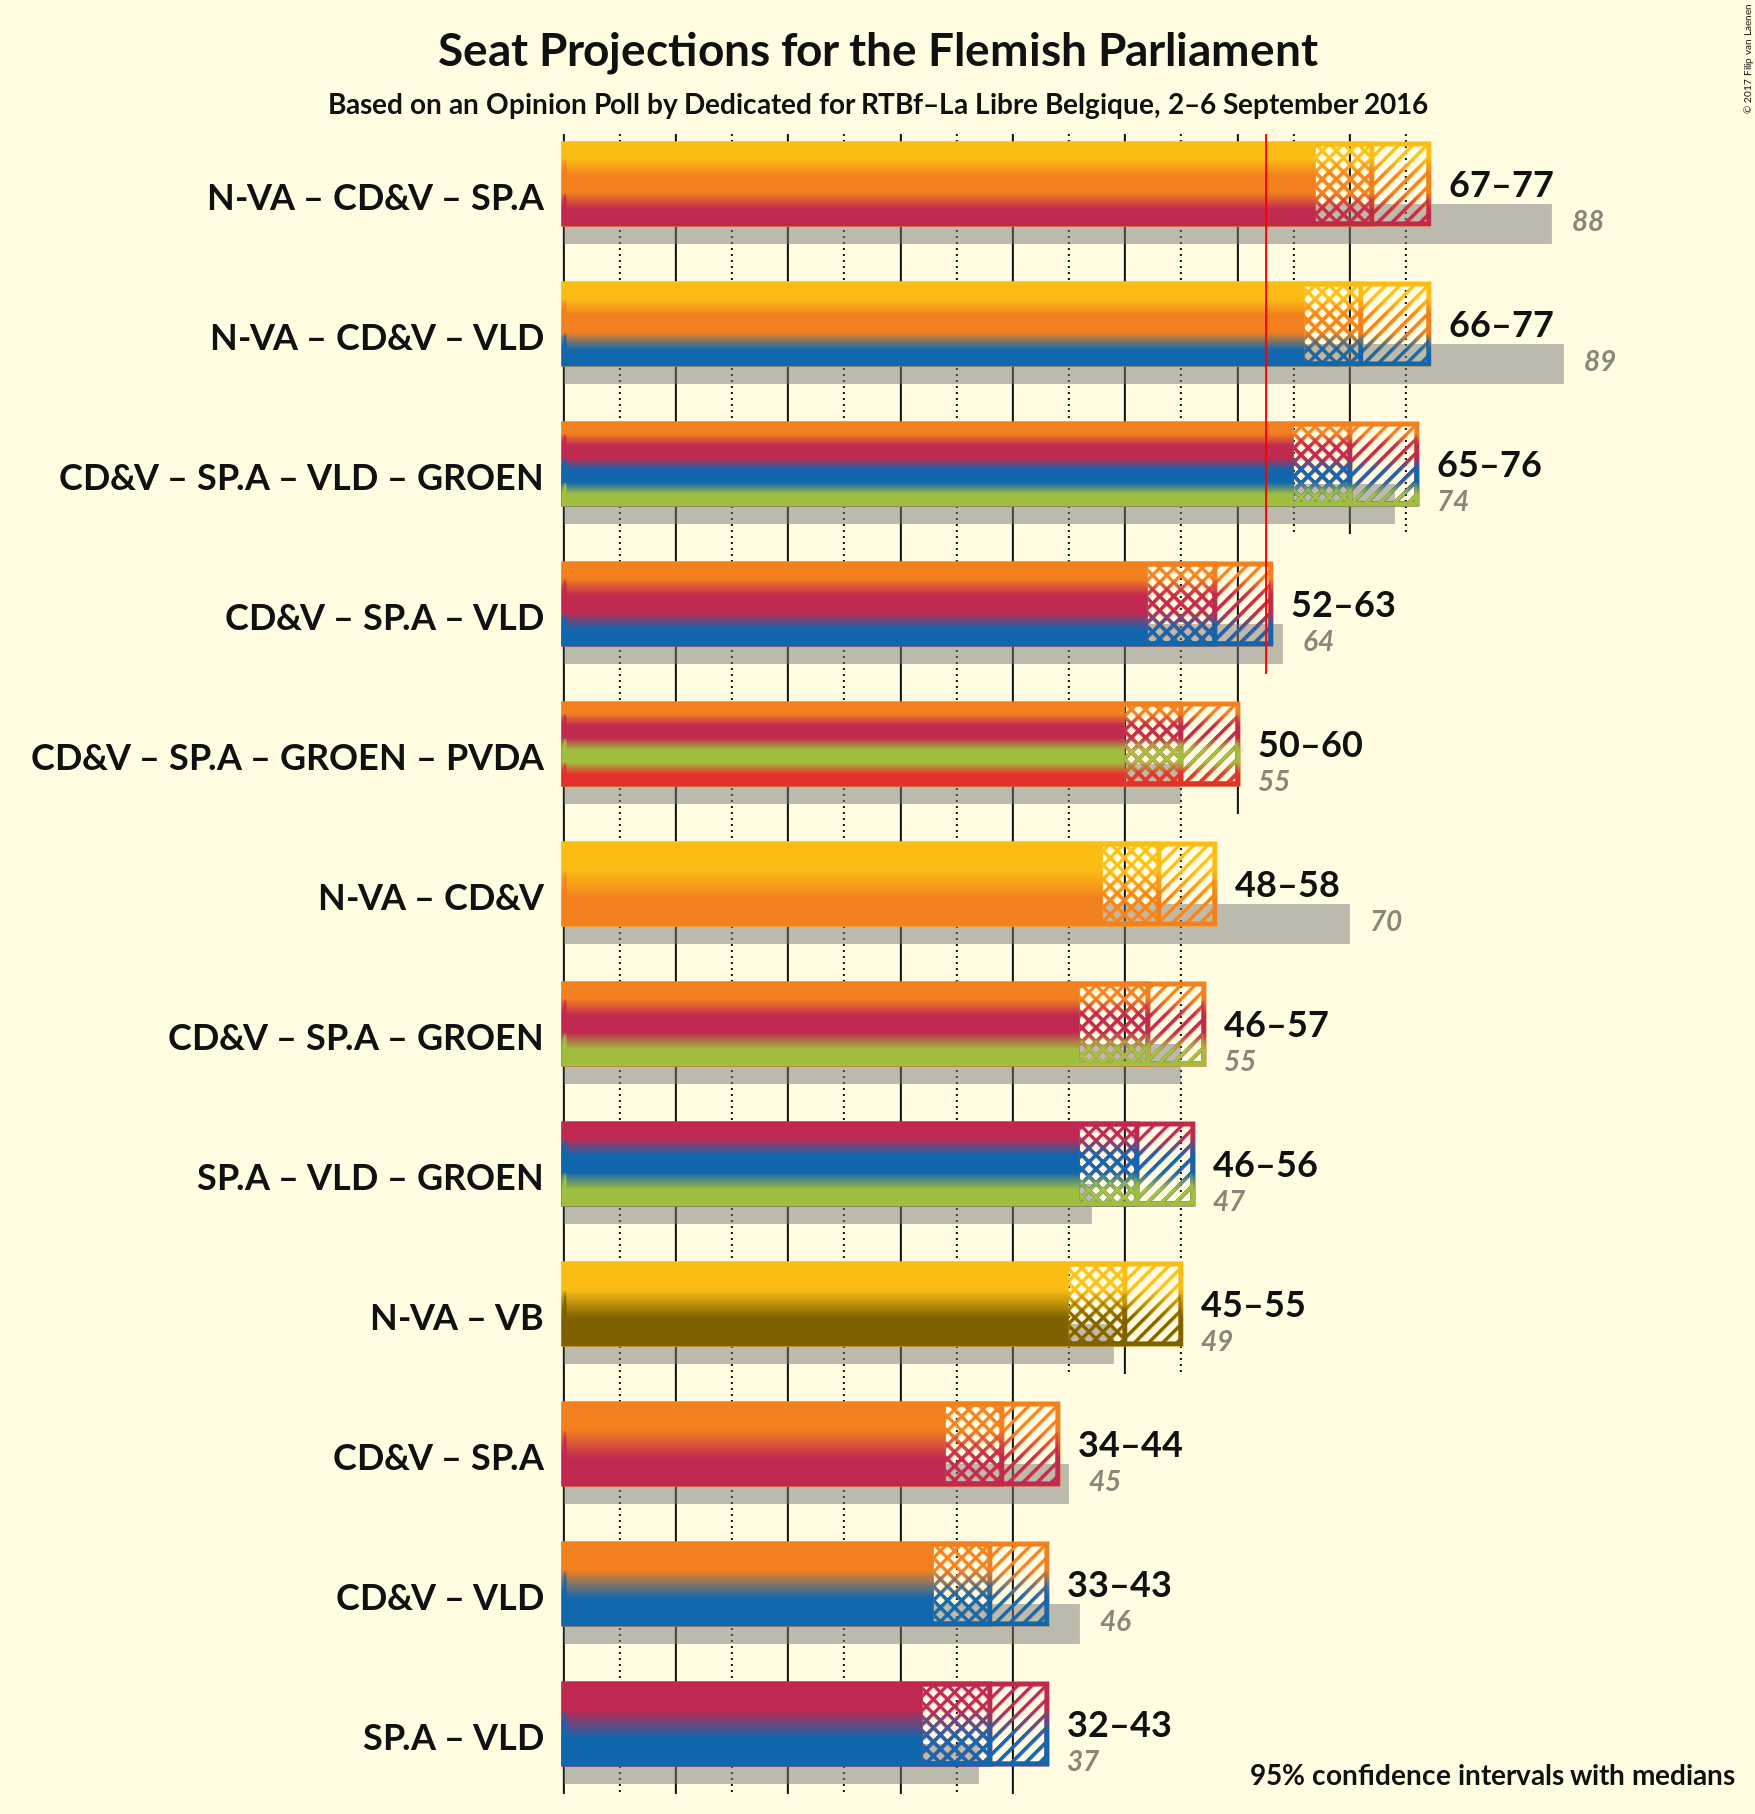 Seat Projections for the Flemish Parliament
Based on an Opinion Poll by Dedicated for RTBf–La Libre Belgique, 2–6 September 2016
© 2017 Filip van Laenen
N-VA – CD&V – SP.A
67–77
88
N-VA – CD&V – VLD
66–77
89
CD&V – SP.A – VLD – GROEN
65–76
74
CD&V – SP.A – VLD
52–63
64
CD&V – SP.A – GROEN – PVDA
50–60
55
N-VA – CD&V
48–58
70
CD&V – SP.A – GROEN
46–57
55
SP.A – VLD – GROEN
46–56
47
N-VA – VB
45–55
49
CD&V – SP.A
34–44
45
CD&V – VLD
33–43
46
SP.A – VLD
32–43
37
95% confidence intervals with medians